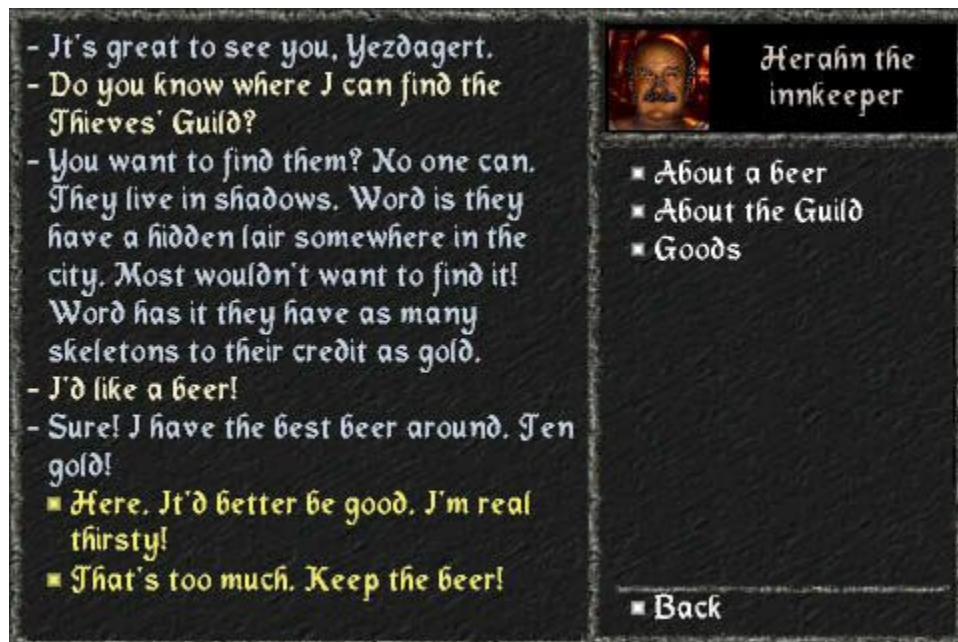 - It's great to see you, Yezdagert.
- Do you know where I can find the
Thieves' Guild?
- You want to find them? No one can.
They live in shadows. Word is they
have a hidden lair somewhere in the
city. Most wouldn't want to find it!
Word has it they have as many
skeletons to their credit as gold.
- I'd like a beer!
- Sure! I have the best beer around. Ten
gold!
Here. It'd better be good. I'm real
thirsty!
That's too much. Keep the beer!
Herahn the
innkeeper
About a beer
About the Guild
Goods
Back